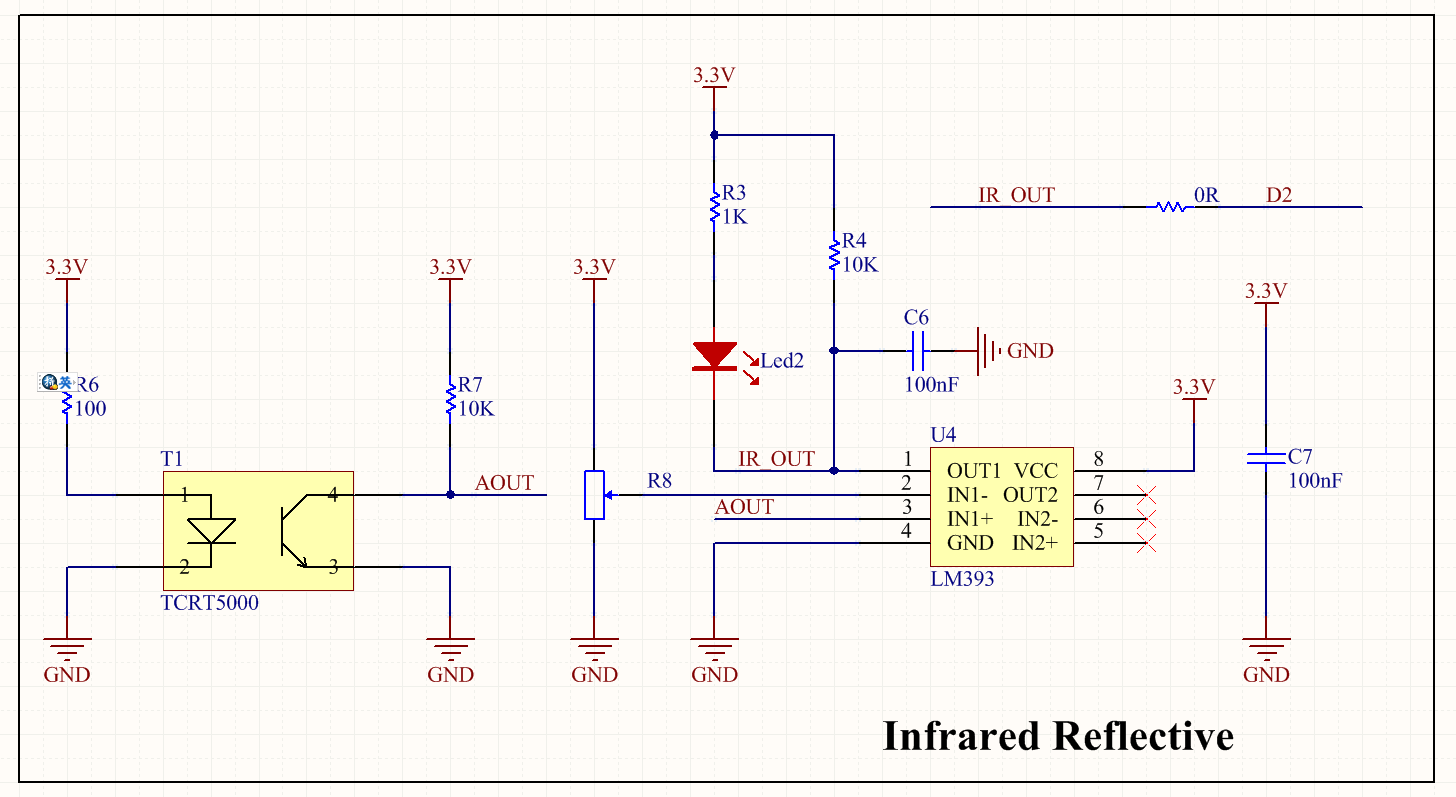 3.3V
R3
1K
IR_OUT
0R
D2
R4
10K
3.3V
3.3V
3.3V
3.3V
C6
GND
100nF
Led2
英
R6
100
R7
10K
3.3V
T1
1
2
4
3
TCRT5000
AOUT
R8
IR_OUT
AOUT
U4
1
2
3
4
OUT1 VCC
IN1- OUT2
IN1+ IN2-
GND IN2+
8
7
6
5
LM393
C7
100nF
GND
GND
GND
GND
GND
Infrared Reflective